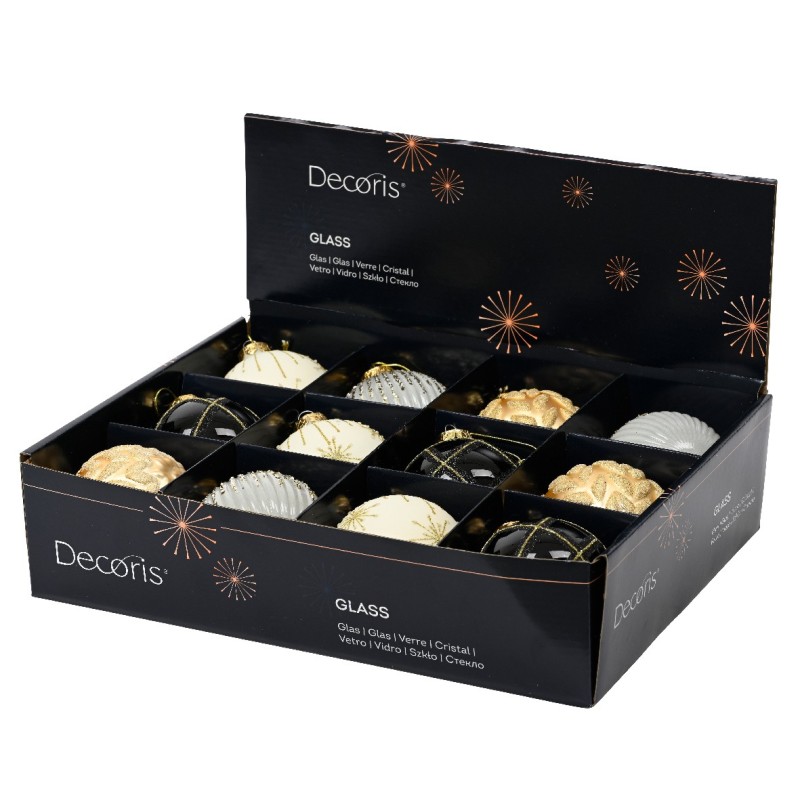 Decoris®
GLASS
Glas | Glas | Verre | Cristal |
Vetro | Vidro | Szkło | Стекло
Decoris®
GLASS
Glas | Glas | Verre | Cristal |
Vetro | Vidro | Szkło | Стекло
GLASS
Decoris